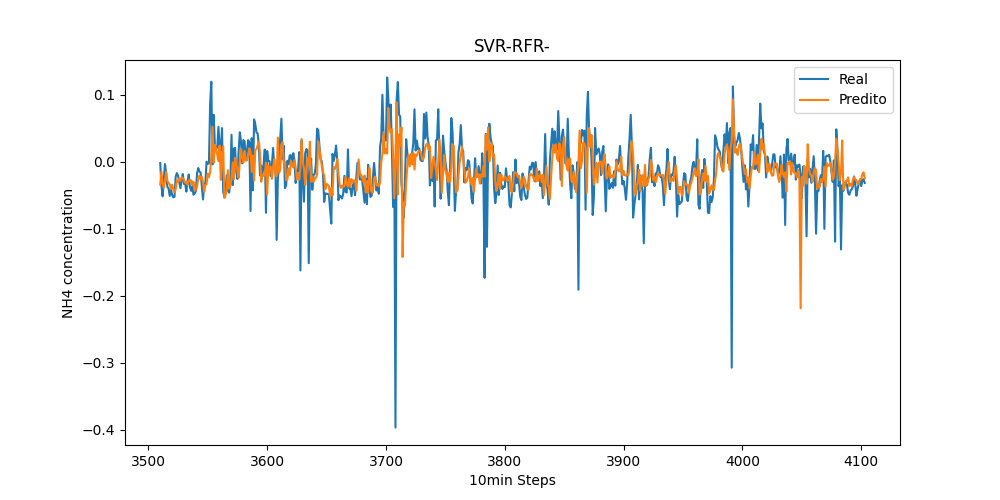 SVR-RFR-
Real
Predito
0.1
0.0
−0.1
−0.2
−0.3
−0.4
NH4 concentration
3500 3600 3700 3800 3900 4000 4100
10min Steps